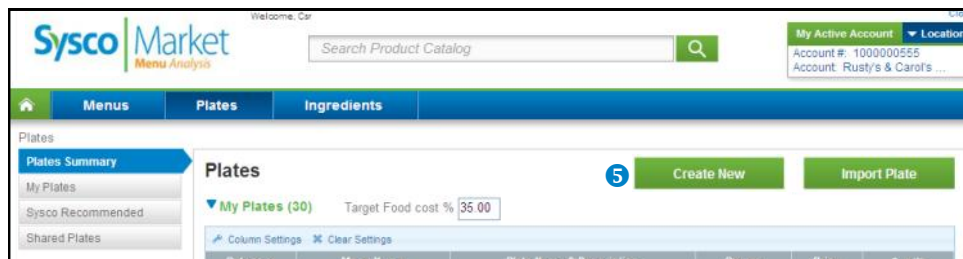 Welcome, Car
Sysco Market
Menu Analysis
Search Product Catalog
My Active Account Location
Account #: 1000000555
Account: Rusty's & Carol's ...
Menus Plates Ingredients
Plates
Plates Summary
My Plates
Sysco Recommended
Shared Plates
Plates
5 Create New Import Plate
My Plates (30) Target Food cost % 35.00
Column Settings Clear Settings